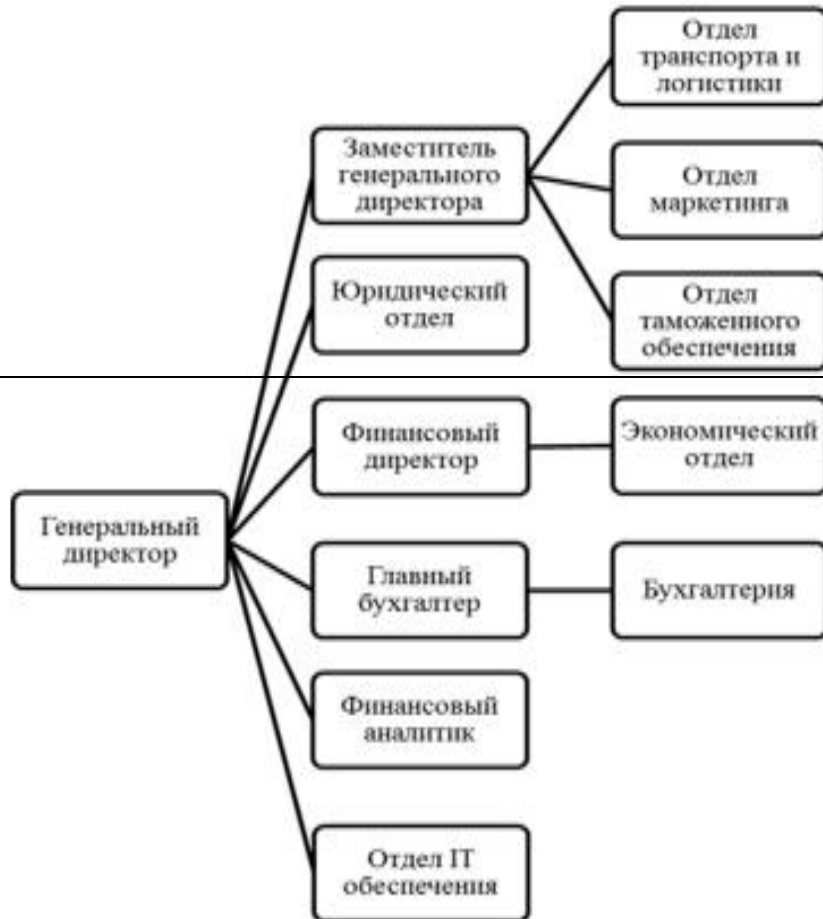 Отдел
транспорта и
логистики
Заместитель
генерального
директора
Отдел
маркетинга
Юридический
отдел
Отдел
таможенного
обеспечения
Финансовый
директор
Экономический
отдел
Генеральный
директор
Главный
бухгалтер
Бухгалтерия
Финансовый
аналитик
Отдел IT
обеспечения